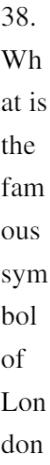 38.
Wh
at is
the
fam
ous
sym
bol
of
Lon
don